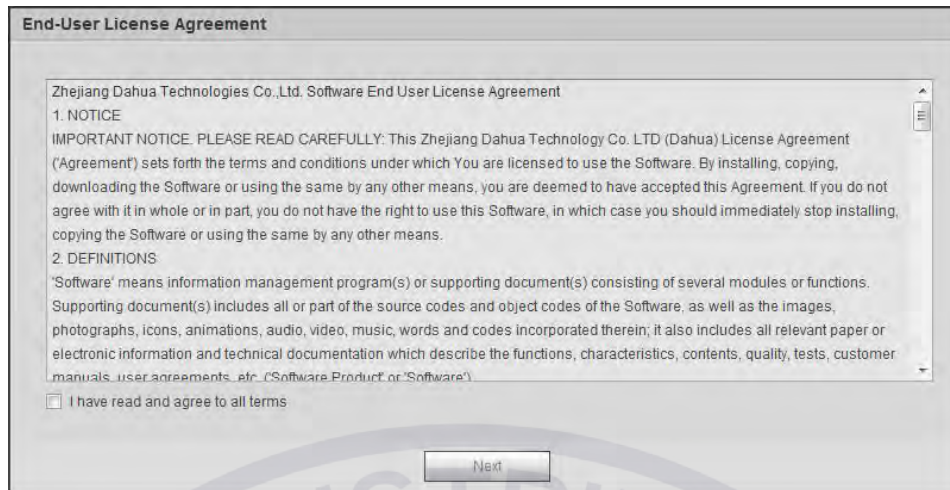 End-User License Agreement
Zhejiang Dahua Technologies Co.,Ltd. Software End User License Agreement
1. NOTICE
IMPORTANT NOTICE. PLEASE READ CAREFULLY: This Zhejiang Dahua Technology Co. LTD (Dahua) License Agreement
('Agreement') sets forth the terms and conditions under which You are licensed to use the Software. By installing, copying,
downloading the Software or using the same by any other means, you are deemed to have accepted this Agreement. If you do not
agree with it in whole or in part, you do not have the right to use this Software, in which case you should immediately stop installing,
copying the Software or using the same by any other means.
2. DEFINITIONS
'Software' means information management program(s) or supporting document(s) consisting of several modules or functions.
Supporting document(s) includes all or part of the source codes and object codes of the Software, as well as the images,
photographs, icons, animations, audio, video, music, words and codes incorporated therein; it also includes all relevant paper or
electronic information and technical documentation which describe the functions, characteristics, contents, quality, tests, customer
manuals, user agreements, etc. ('Software Product' or 'Software')
I have read and agree to all terms
Next